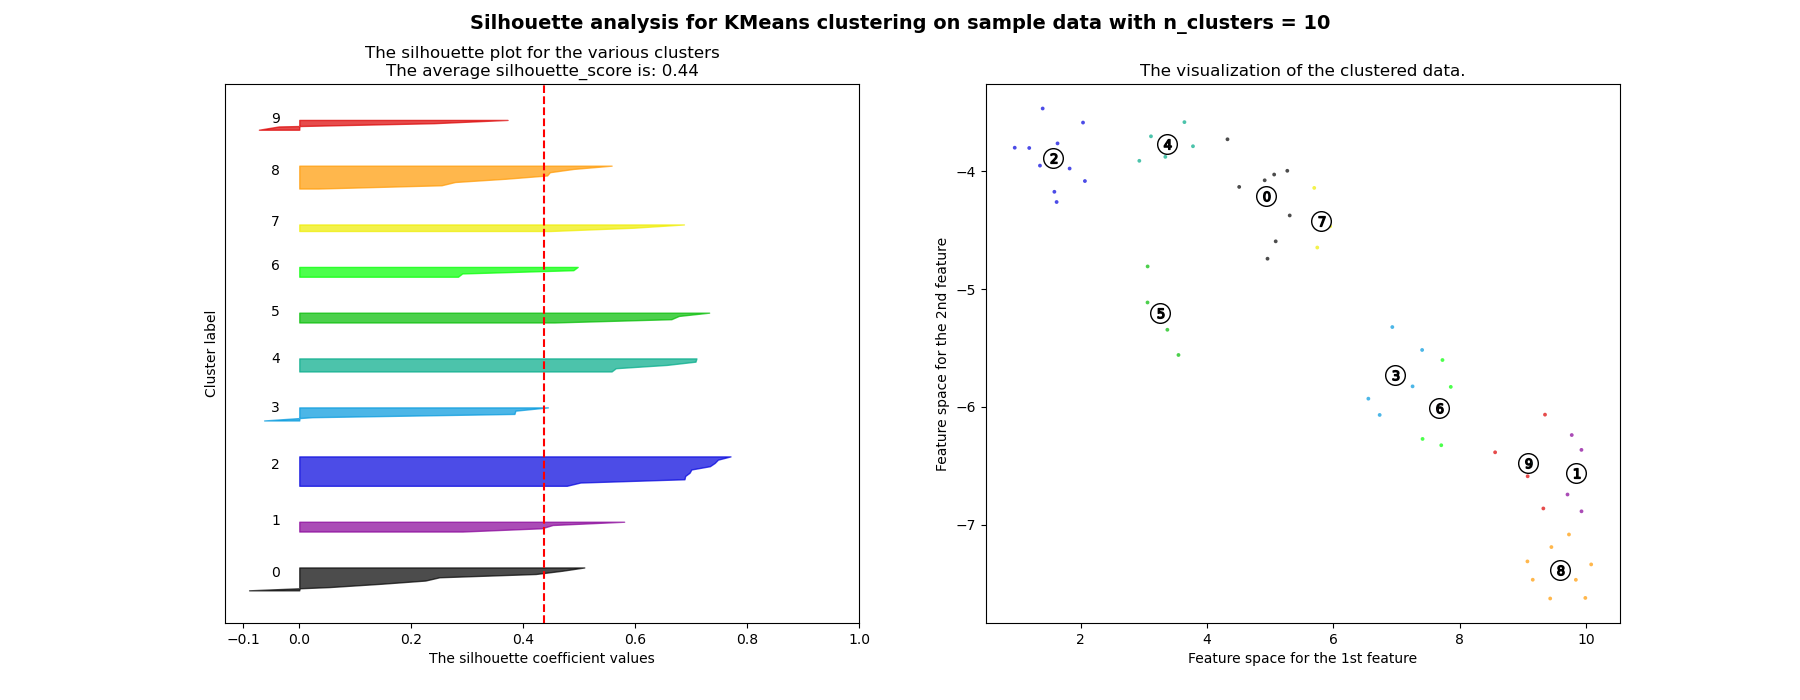 Silhouette analysis for KMeans clustering on sample data with n_clusters = 10
The silhouette plot for the various clusters
The average silhouette_score is: 0.44
9
8
7
6
5
4
3
2
1
0
Cluster label
−0.1 0.0 0.2 0.4 0.6 0.8 1.0
The silhouette coefficient values
The visualization of the clustered data.
−4
−5
−6
−7
Feature space for the 2nd feature
2
4
0
7
5
3
6
9
1
8
2 4 6 8 10
Feature space for the 1st feature